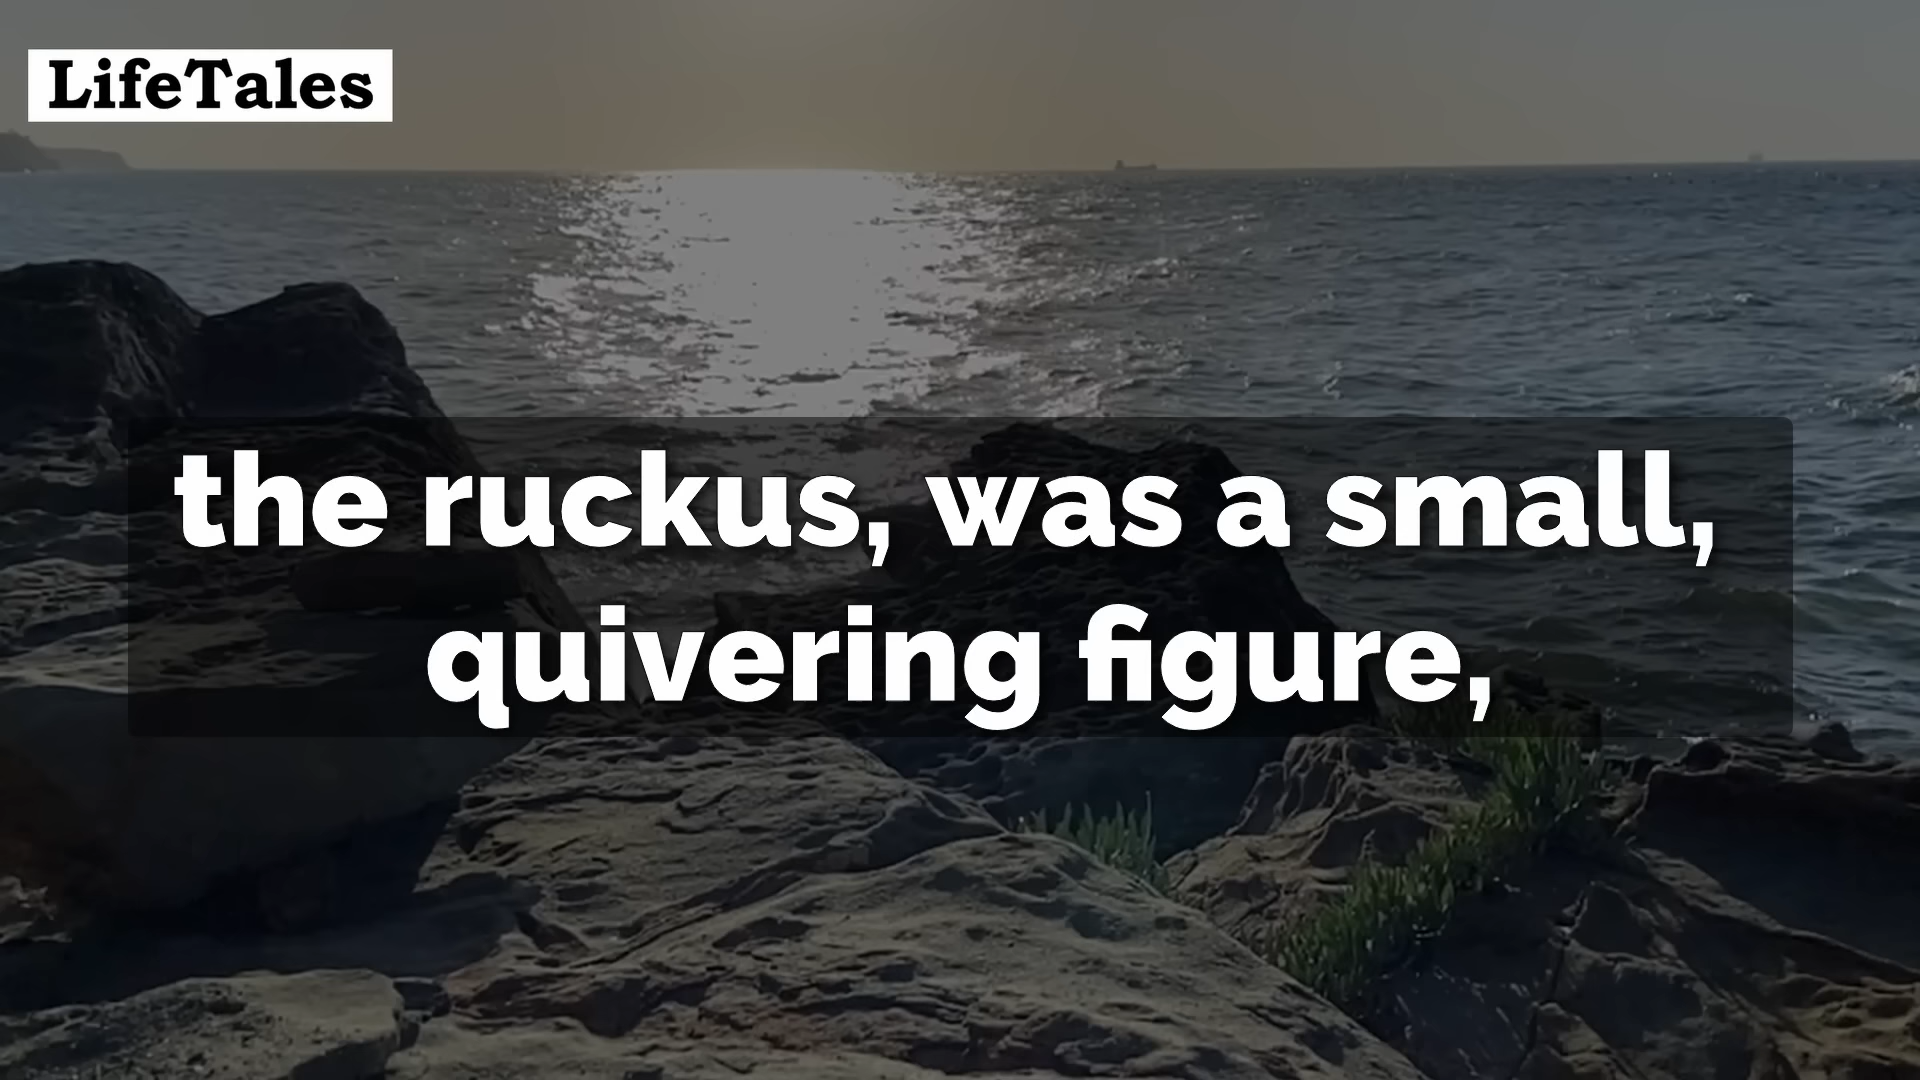 LifeTales
the ruckus, was a small,
quivering figure,